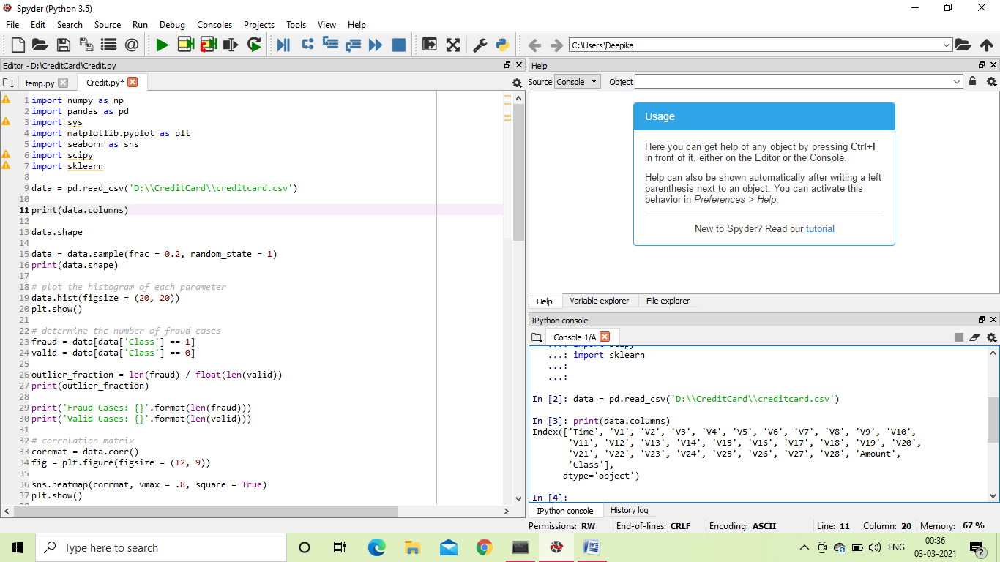 Spyder (Python 3.5)
File Edit Search Source Run Debug Consoles Projects Tools View Help
C:\Users\Deepika
Editor - D:\CreditCard\Credit.py
temp.py Credit.py*
1 import numpy as np
2 import pandas as pd
3 import sys
4 import matplotlib.pyplot as plt
5 import seaborn as sns
6 import scipy
7 import sklearn
8
9 data = pd.read_csv('D:\\CreditCard\\creditcard.csv')
10
11 print(data.columns)
12
13 data.shape
14
15 data = data.sample(frac = 0.2, random_state = 1)
16 print(data.shape)
17
18 # plot the histogram of each parameter
19 data.hist(figsize = (20, 20))
20 plt.show()
21
22 # determine the number of fraud cases
23 fraud = data[data['Class'] == 1]
24 valid = data[data['Class'] == 0]
25
26 outlier_fraction = len(fraud) / float(len(valid))
27 print(outlier_fraction)
28
29 print('Fraud Cases: {}'.format(len(fraud)))
30 print('Valid Cases: {}'.format(len(valid)))
31
32 # correlation matrix
33 corrmat = data.corr()
34 fig = plt.figure(figsize = (12, 9))
35
36 sns.heatmap(corrmat, vmax = .8, square = True)
37 plt.show()
Help
Source Console Object
Usage
Here you can get help of any object by pressing Ctrl+I
in front of it, either on the Editor or the Console.
Help can also be shown automatically after writing a left
parenthesis next to an object. You can activate this
behavior in Preferences > Help.
New to Spyder? Read our tutorial
Help Variable explorer File explorer
IPython console
Console 1/A
...: import scipy
...: import sklearn
...:
...:
In [2]: data = pd.read_csv('D:\\CreditCard\\creditcard.csv')
In [3]: print(data.columns)
Index(['Time', 'V1', 'V2', 'V3', 'V4', 'V5', 'V6', 'V7', 'V8', 'V9', 'V10',
'V11', 'V12', 'V13', 'V14', 'V15', 'V16', 'V17', 'V18', 'V19', 'V20',
'V21', 'V22', 'V23', 'V24', 'V25', 'V26', 'V27', 'V28', 'Amount',
'Class'],
dtype='object')
In [4]:
IPython console History log
Permissions: RW End-of-lines: CRLF Encoding: ASCII Line: 11 Column: 20 Memory: 67 %
Type here to search
ENG
00:36
03-03-2021
2